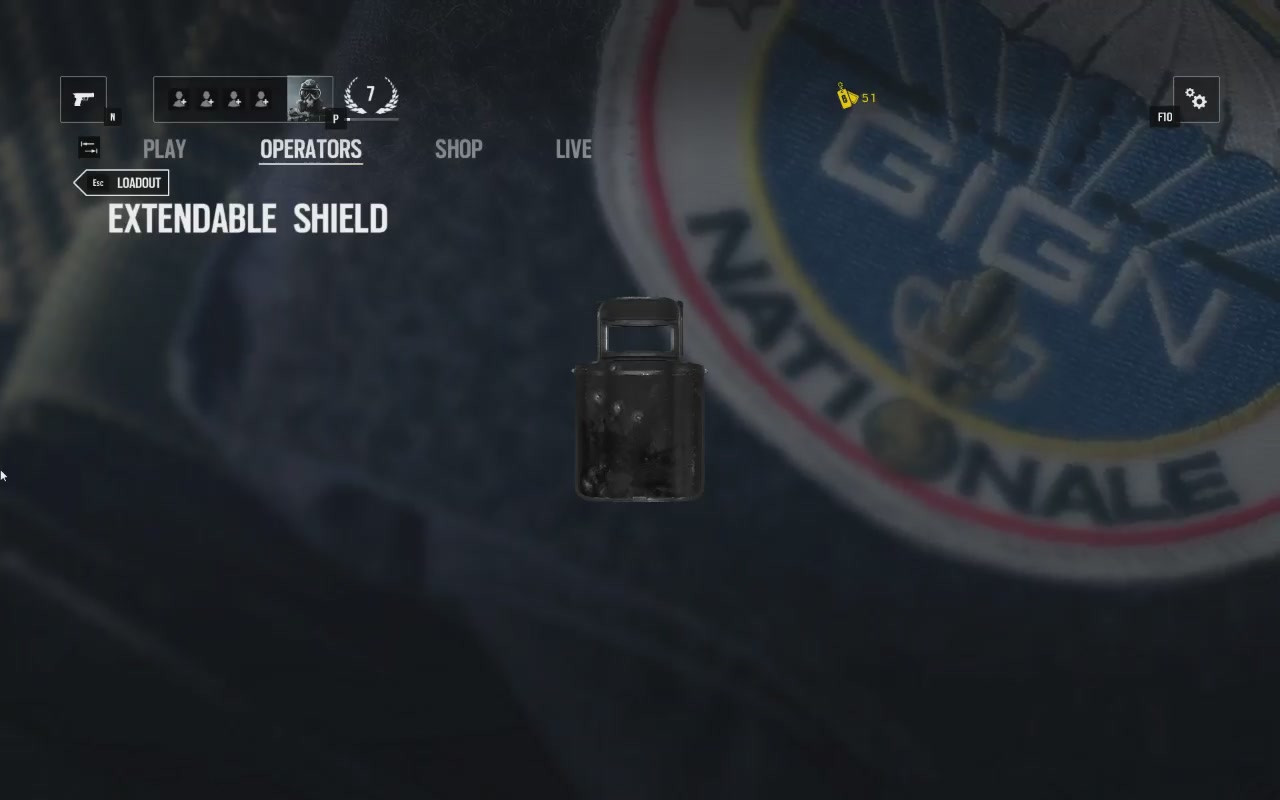 N
P
7
51
F10
PLAY
OPERATORS
SHOP
LIVE
Esc LOADOUT
EXTENDABLE SHIELD
GIGN
NATIONALE